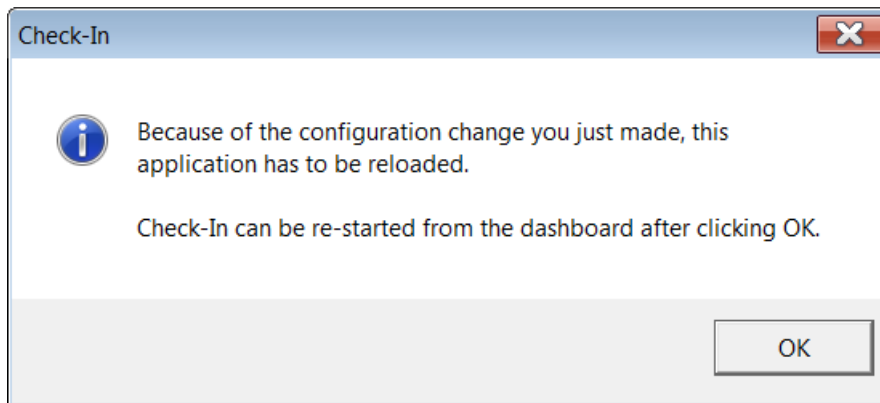 Check-In
Because of the configuration change you just made, this
application has to be reloaded.
Check-In can be re-started from the dashboard after clicking OK.
OK